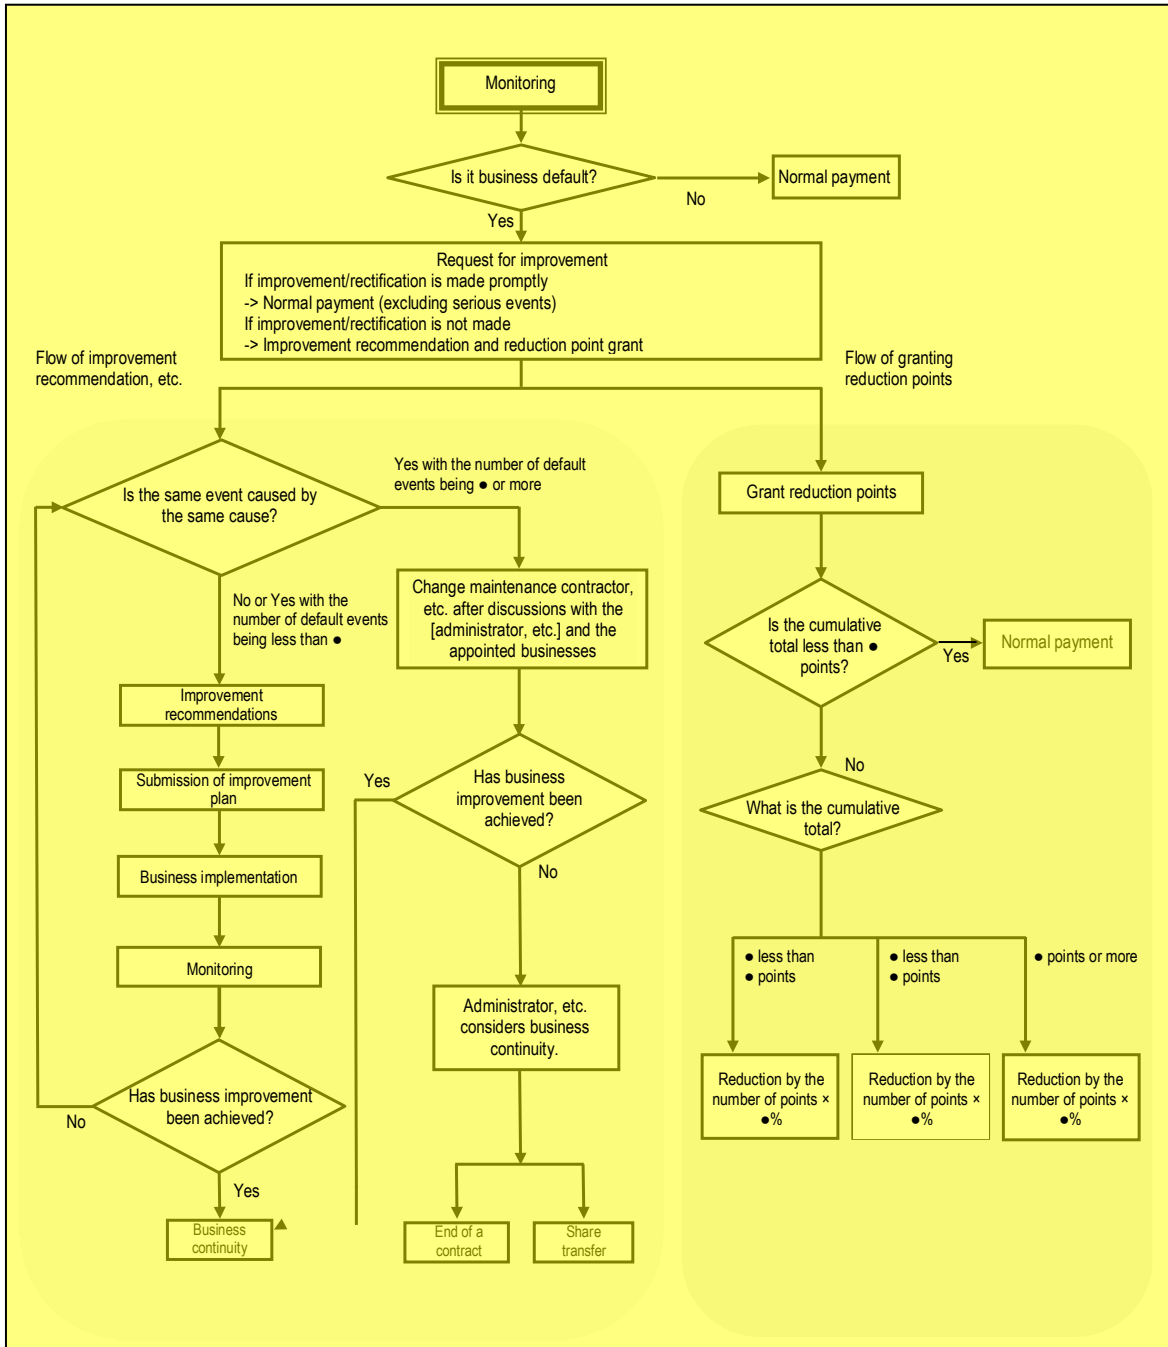 Monitoring
Is it business default?
Normal payment
No
Yes
Request for improvement
If improvement/rectification is made promptly
-> Normal payment (excluding serious events)
If improvement/rectification is not made
-> Improvement recommendation and reduction point grant
Flow of improvement
recommendation, etc.
Flow of granting
reduction points
Is the same event caused by
the same cause?
Yes with the number of default
events being ● or more
No or Yes with the
number of default events
being less than ●
Change maintenance contractor,
etc. after discussions with the
[administrator, etc.] and the
appointed businesses
Improvement
recommendations
Submission of improvement
plan
Business implementation
Monitoring
Has business improvement
been achieved?
No
Yes
Business
continuity
Yes
Has business
improvement been
achieved?
No
Administrator, etc.
considers business
continuity.
End of a
contract
Share
transfer
Grant reduction points
Is the cumulative
total less than ●
points?
Yes
Normal payment
No
What is the cumulative
total?
● less than
● points
● less than
● points
● points or more
Reduction by the
number of points ×
●%
Reduction by the
number of points ×
●%
Reduction by the
number of points ×
●%